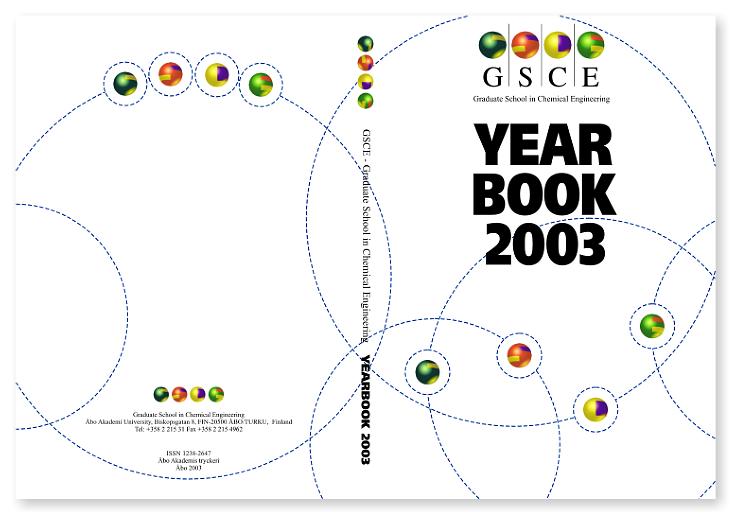 Graduate School in Chemical Engineering
Åbo Akademi University, Biskopsgatan 8, FIN-20500 ÅBO/TURKU, Finland
Tel: +358 2 215 31 Fax +358 2 215 4962
ISSN 1238-2647
Åbo Akademis tryckeri
Åbo 2003
GSCE - Graduate School in Chemical Engineering YEARBOOK 2003
G S C E
Graduate School in Chemical Engineering
YEAR
BOOK
2003